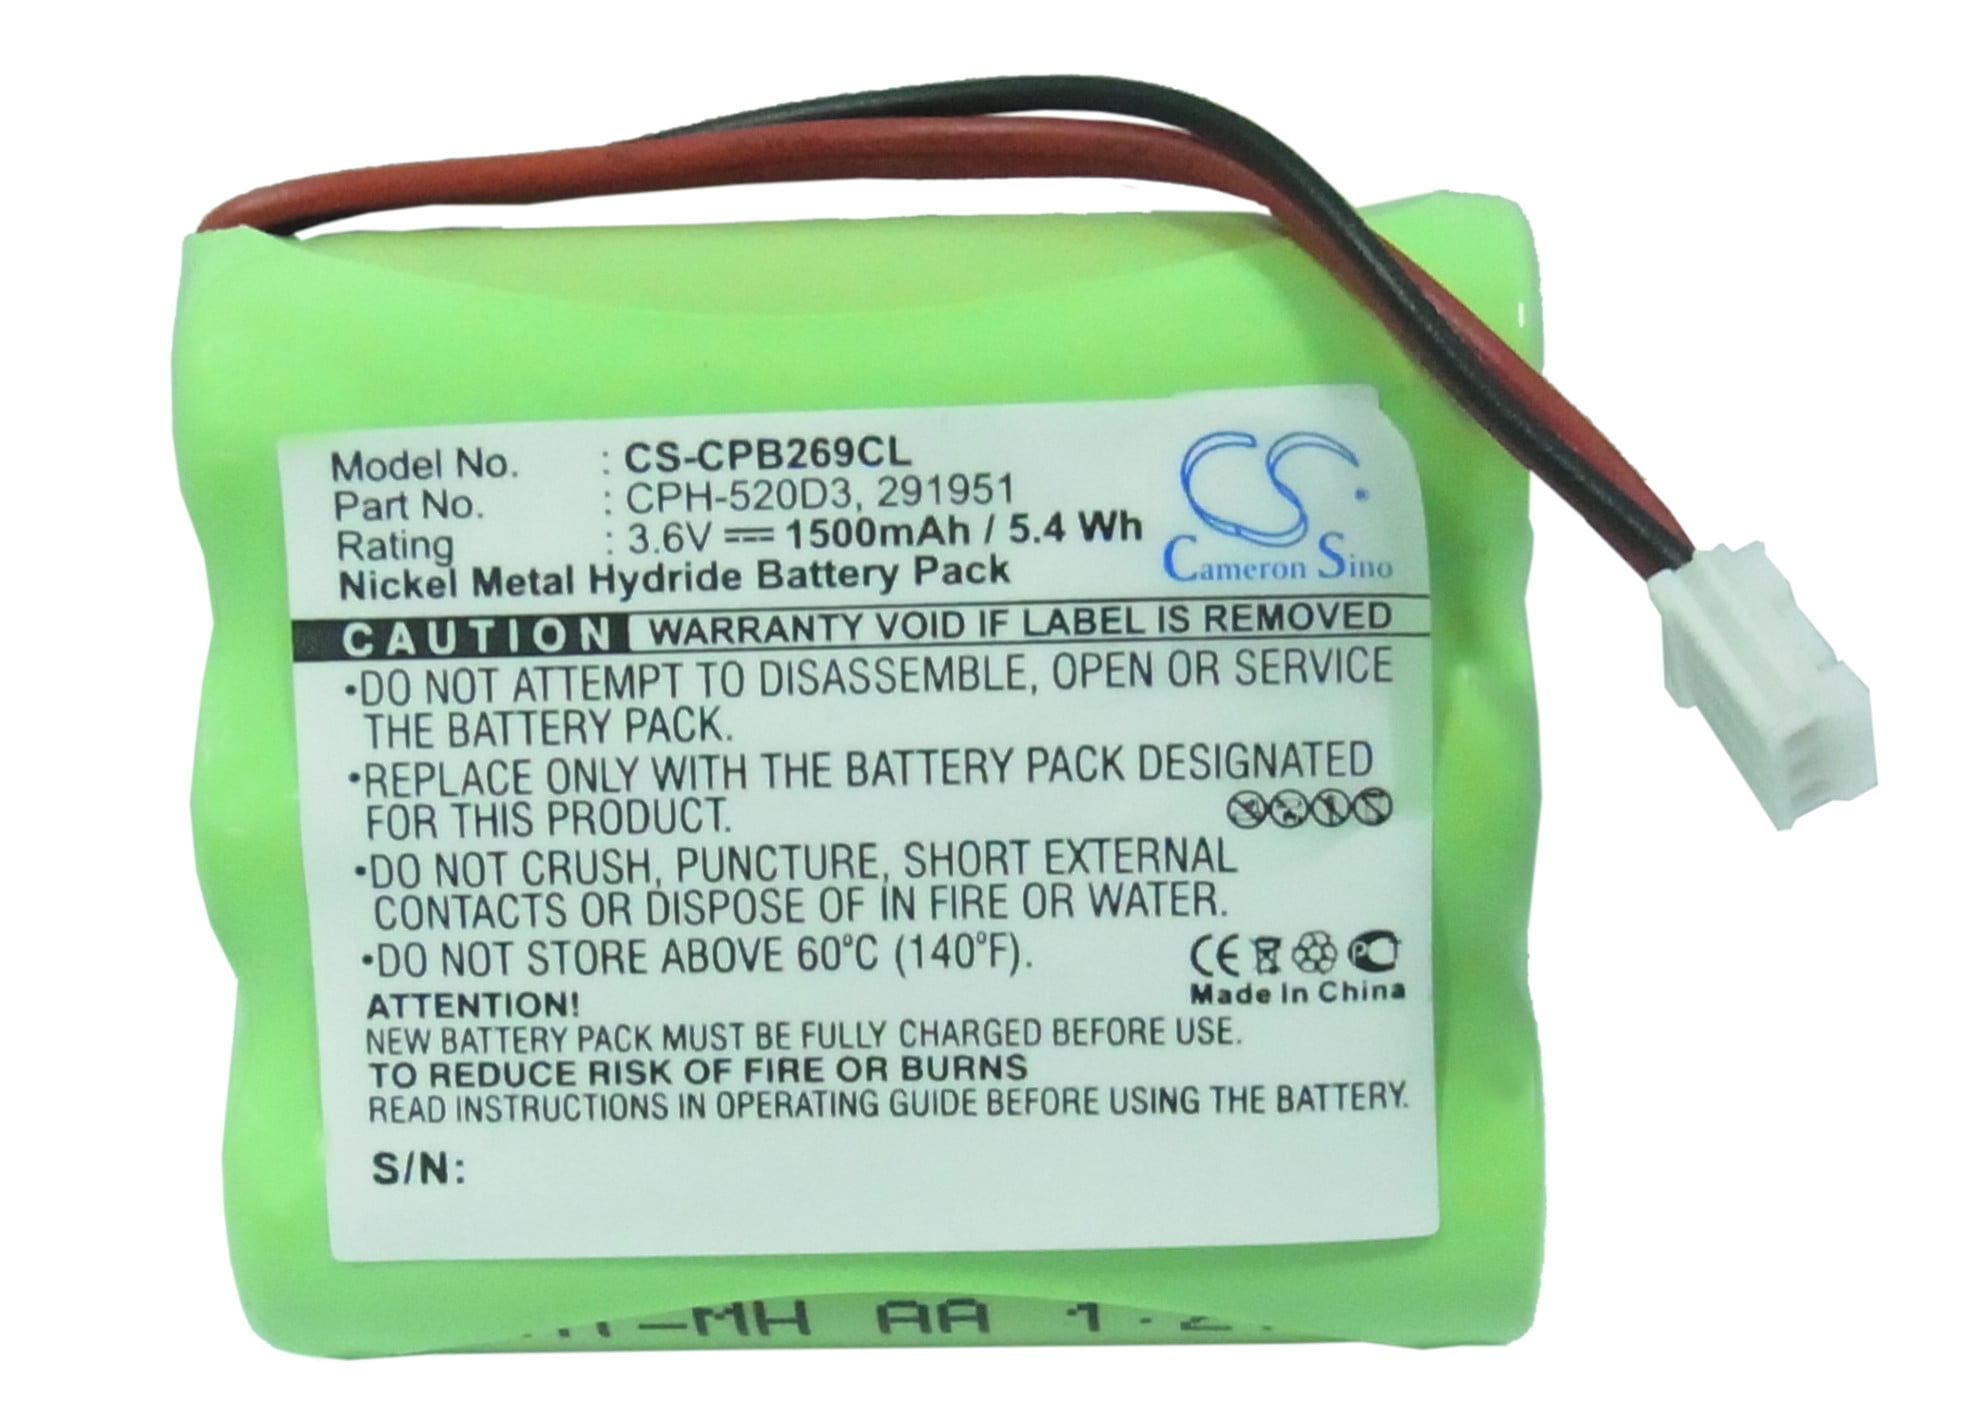 Model No. : CS-CPB269CL
Part No. : CPH-520D3, 291951
Rating : 3.6V 1500mAh / 5.4 Wh
Nickel Metal Hydride Battery Pack
CS ®
Cameron Sino
CAUTION WARRANTY VOID IF LABEL IS REMOVED
•DO NOT ATTEMPT TO DISASSEMBLE, OPEN OR SERVICE
THE BATTERY PACK.
•REPLACE ONLY WITH THE BATTERY PACK DESIGNATED
FOR THIS PRODUCT.
•DO NOT CRUSH, PUNCTURE, SHORT EXTERNAL
CONTACTS OR DISPOSE OF IN FIRE OR WATER.
•DO NOT STORE ABOVE 60°C (140°F).
CE PC
Made In China
ATTENTION!
NEW BATTERY PACK MUST BE FULLY CHARGED BEFORE USE.
TO REDUCE RISK OF FIRE OR BURNS
READ INSTRUCTIONS IN OPERATING GUIDE BEFORE USING THE BATTERY.
S/N:
-MH AA 1.2